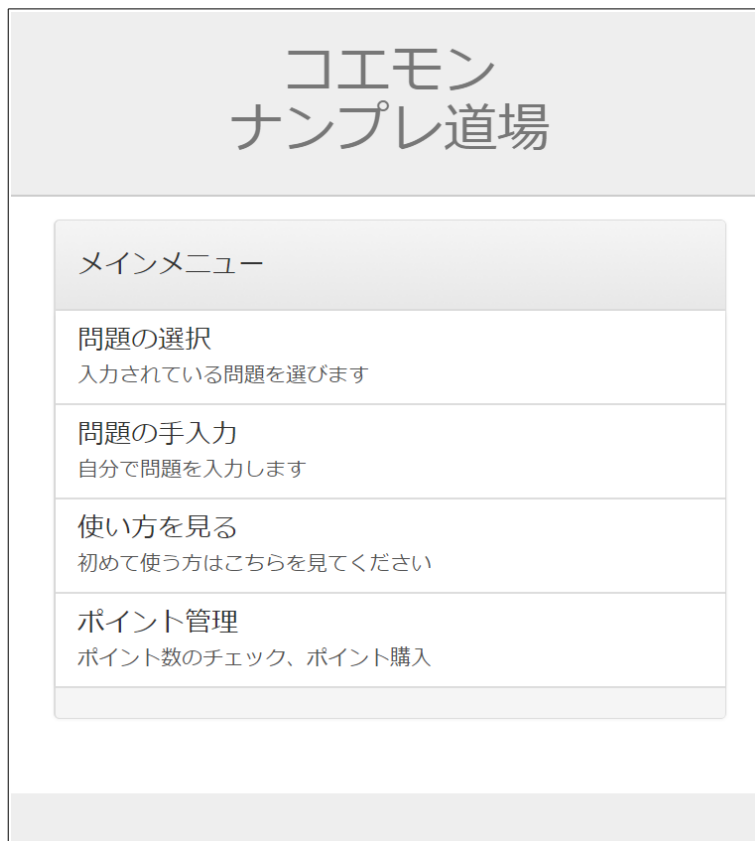 コエモン
ナンプレ道場
メインメニュー
問題の選択
入力されている問題を選びます
問題の手入力
自分で問題を入力します
使い方を見る
初めて使う方はこちらを見てください
ポイント管理
ポイント数のチェック、ポイント購入